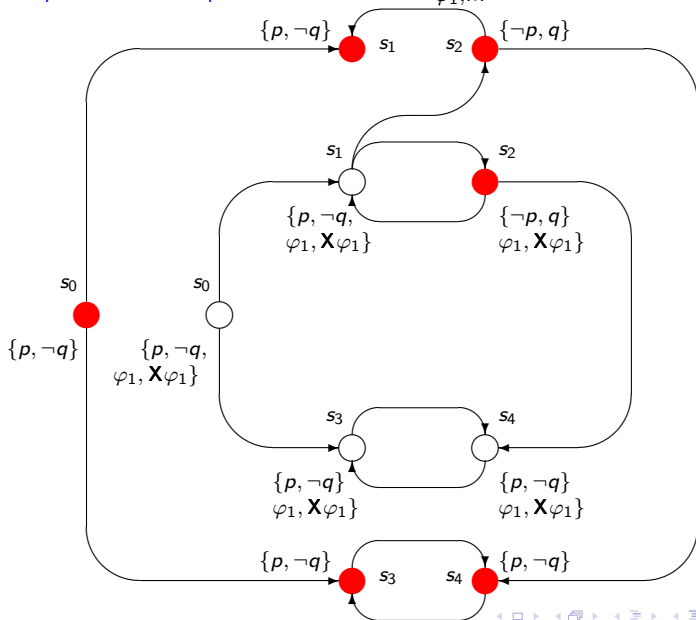 {p, ¬q} s₁ s₂ {¬p, q}
s₁ s₂
{p, ¬q,
φ₁, Xφ₁}
{¬p, q}
φ₁, Xφ₁}
s₀ s₀
{p, ¬q}
{p, ¬q,
φ₁, Xφ₁}
s₃ s₄
{p, ¬q}
φ₁, Xφ₁}
{p, ¬q}
φ₁, Xφ₁}
{p, ¬q} s₃ s₄ {p, ¬q}